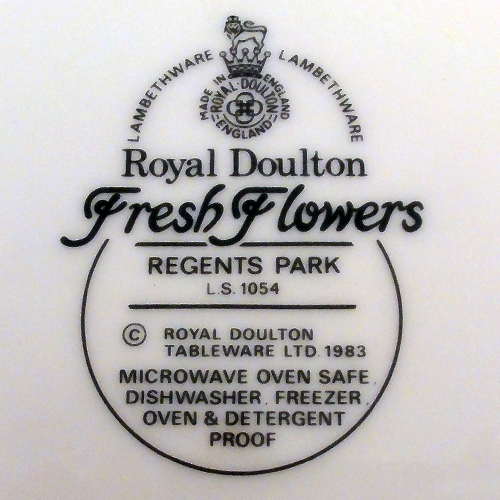 LAMBETHWARE LAMBETHWARE
MADE IN ENGLAND
ROYAL·DOULTON
ENGLAND
Royal Doulton
Fresh Flowers
REGENTS PARK
L.S. 1054
© ROYAL DOULTON
TABLEWARE LTD. 1983
MICROWAVE OVEN SAFE.
DISHWASHER. FREEZER.
OVEN & DETERGENT
PROOF